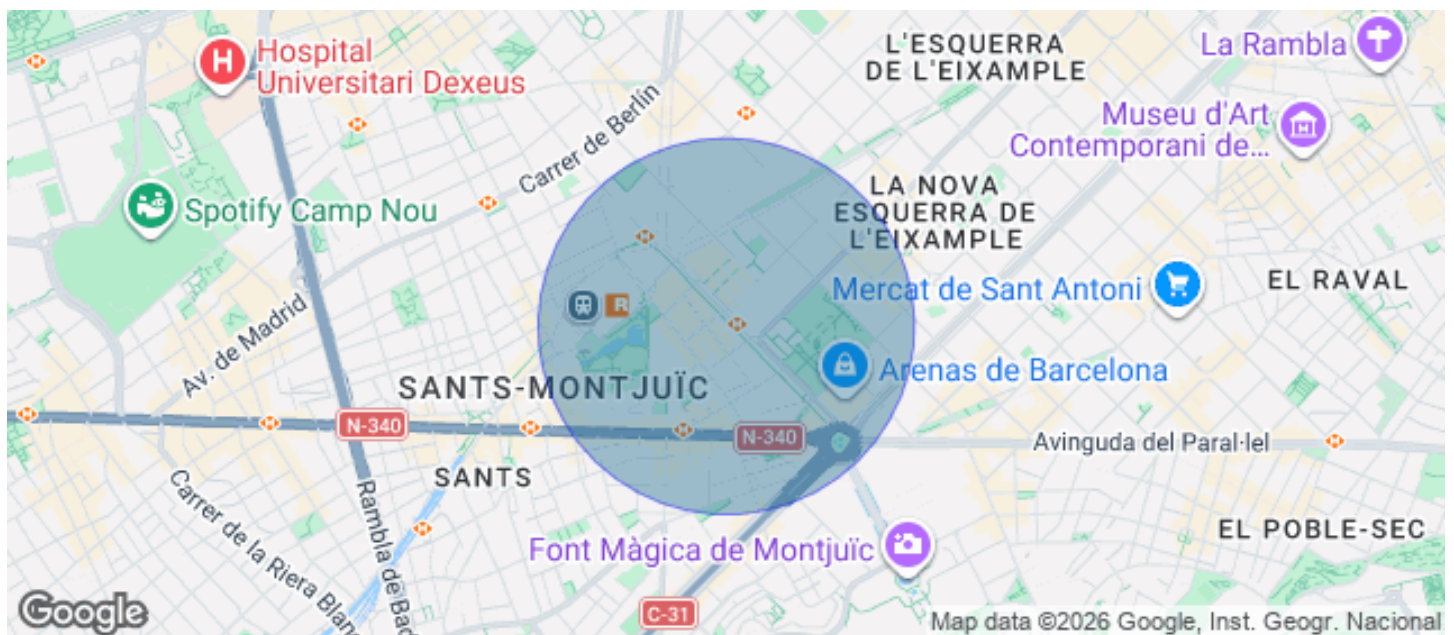 Hospital
Universitari Dexeus
L'ESQUERRA
DE L'EIXAMPLE
La Rambla
Museu d'Art
Contemporani de...
Carrer de Berlín
Spotify Camp Nou
LA NOVA
ESQUERRA DE
L'EIXAMPLE
Mercat de Sant Antoni
EL RAVAL
Av. de Madrid
R
Arenas de Barcelona
SANTS-MONTJUÏC
N-340
N-340
Avinguda del Paral·lel
SANTS
Carrer de la Riera Blanc
Rambla de Bad
EL POBLE-SEC
Font Màgica de Montjuïc
C-31
Google
Map data ©2026 Google, Inst. Geogr. Nacional